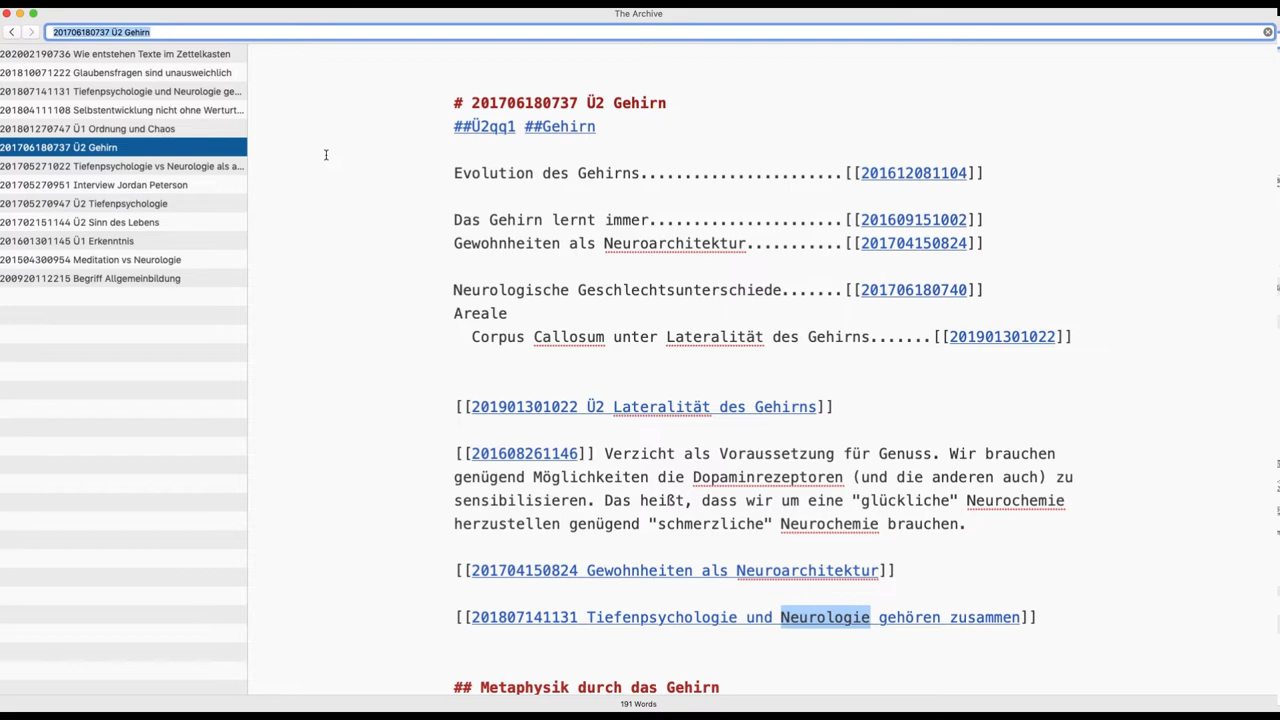 The Archive
201706180737 Ü2 Gehirn
202002190736 Wie entstehen Texte im Zettelkasten
201810071222 Glaubensfragen sind unausweichlich
201807141131 Tiefenpsychologie und Neurologie ge...
201804111108 Selbstentwicklung nicht ohne Werturt...
201801270747 Ü1 Ordnung und Chaos
201706180737 Ü2 Gehirn
201705271022 Tiefenpsychologie vs Neurologie als a...
201705270951 Interview Jordan Peterson
201705270947 Ü2 Tiefenpsychologie
201702151144 Ü2 Sinn des Lebens
201601301145 Ü1 Erkenntnis
201504300954 Meditation vs Neurologie
200920112215 Begriff Allgemeinbildung
# 201706180737 Ü2 Gehirn
##Ü2qq1 ##Gehirn
Evolution des Gehirns.......................[[201612081104]]
Das Gehirn lernt immer......................[[201609151002]]
Gewohnheiten als Neuroarchitektur...........[[201704150824]]
Neurologische Geschlechtsunterschiede.......[[201706180740]]
Areale
Corpus Callosum unter Lateralität des Gehirns.......[[201901301022]]
[[201901301022 Ü2 Lateralität des Gehirns]]
[[201608261146]] Verzicht als Voraussetzung für Genuss. Wir brauchen
genügend Möglichkeiten die Dopaminrezeptoren (und die anderen auch) zu
sensibilisieren. Das heißt, dass wir um eine "glückliche" Neurochemie
herzustellen genügend "schmerzliche" Neurochemie brauchen.
[[201704150824 Gewohnheiten als Neuroarchitektur]]
[[201807141131 Tiefenpsychologie und Neurologie gehören zusammen]]
## Metaphysik durch das Gehirn
191 Words